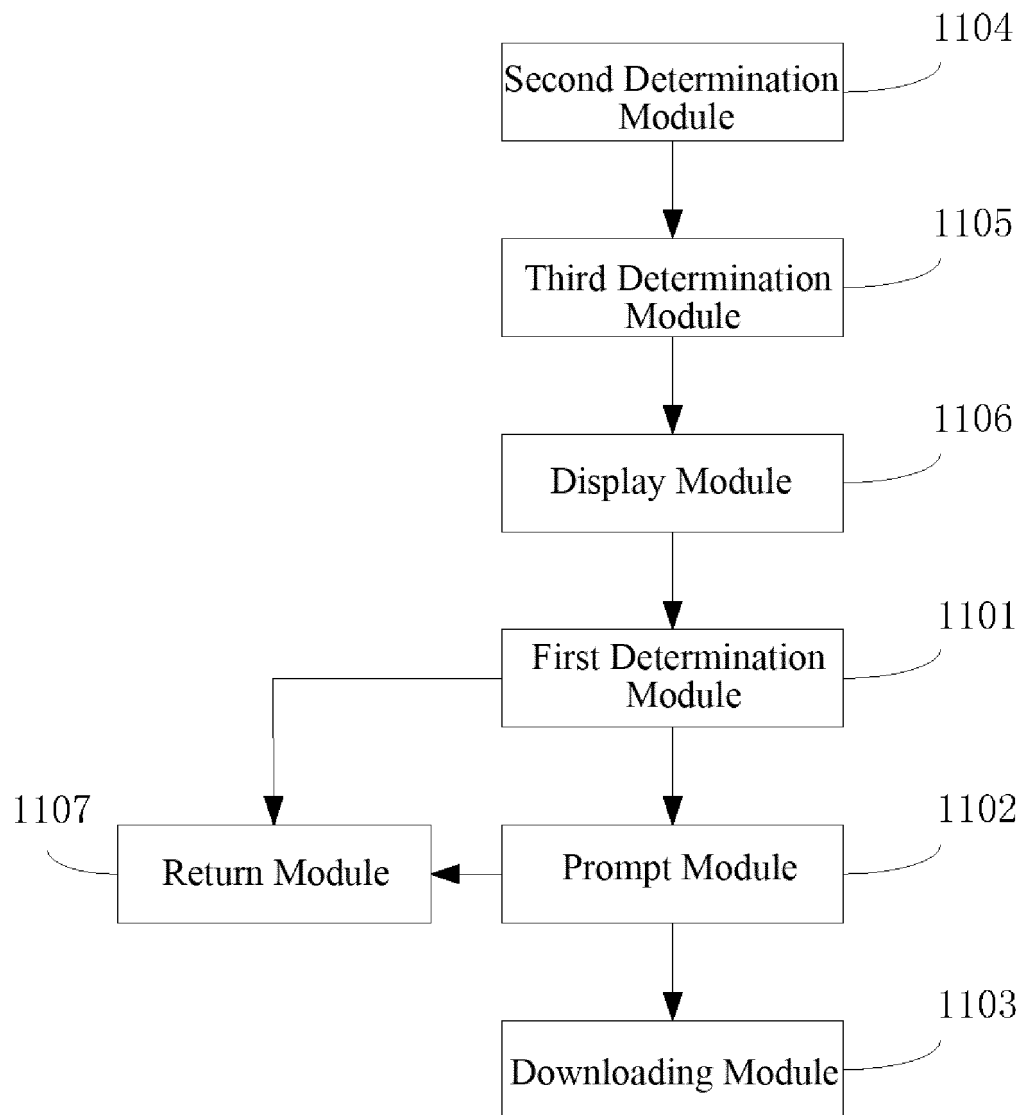 1104
Second Determination
Module
1105
Third Determination
Module
1106
Display Module
1101
First Determination
Module
1107
Return Module
1102
Prompt Module
1103
Downloading Module